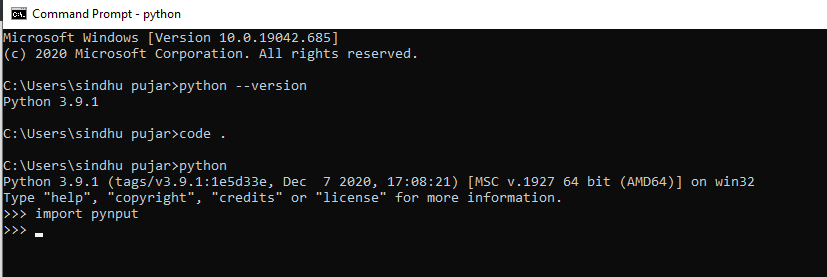 Command Prompt - python
Microsoft Windows [Version 10.0.19042.685]
(c) 2020 Microsoft Corporation. All rights reserved.
C:\Users\sindhu pujar>python --version
Python 3.9.1
C:\Users\sindhu pujar>code .
C:\Users\sindhu pujar>python
Python 3.9.1 (tags/v3.9.1:1e5d33e, Dec  7 2020, 17:08:21) [MSC v.1927 64 bit (AMD64)] on win32
Type "help", "copyright", "credits" or "license" for more information.
>>> import pynput
>>>